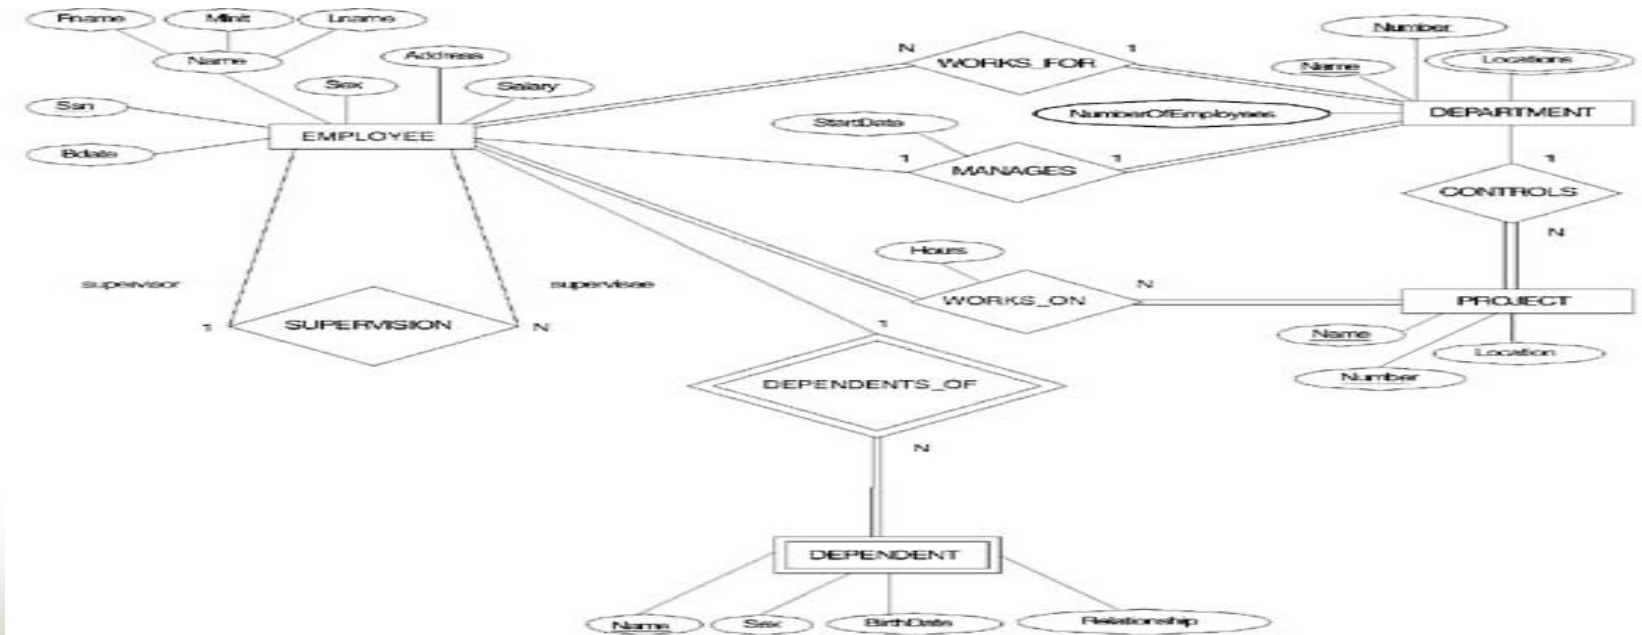 Fname
Minit
Lname
Name
Address
Sex
Salary
Ssn
Bdate
EMPLOYEE
N
WORKS_FOR
1
Number
Name
Locations
NumberOfEmployees
DEPARTMENT
StartDate
1
MANAGES
1
1
CONTROLS
N
supervisor
supervisee
1
SUPERVISION
N
Hours
WORKS_ON
N
PROJECT
Name
Number
Location
1
DEPENDENTS_OF
N
DEPENDENT
Name
Sex
BirthDate
Relationship